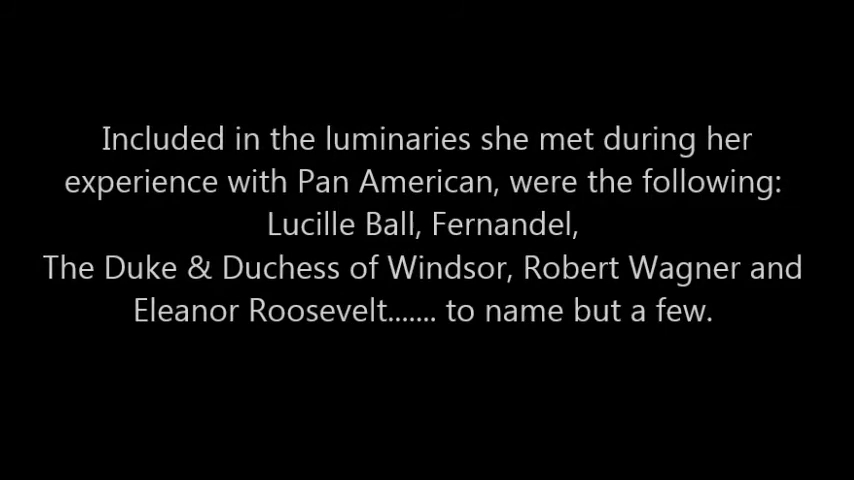 Included in the luminaries she met during her
experience with Pan American, were the following:
Lucille Ball, Fernandel,
The Duke & Duchess of Windsor, Robert Wagner and
Eleanor Roosevelt....... to name but a few.